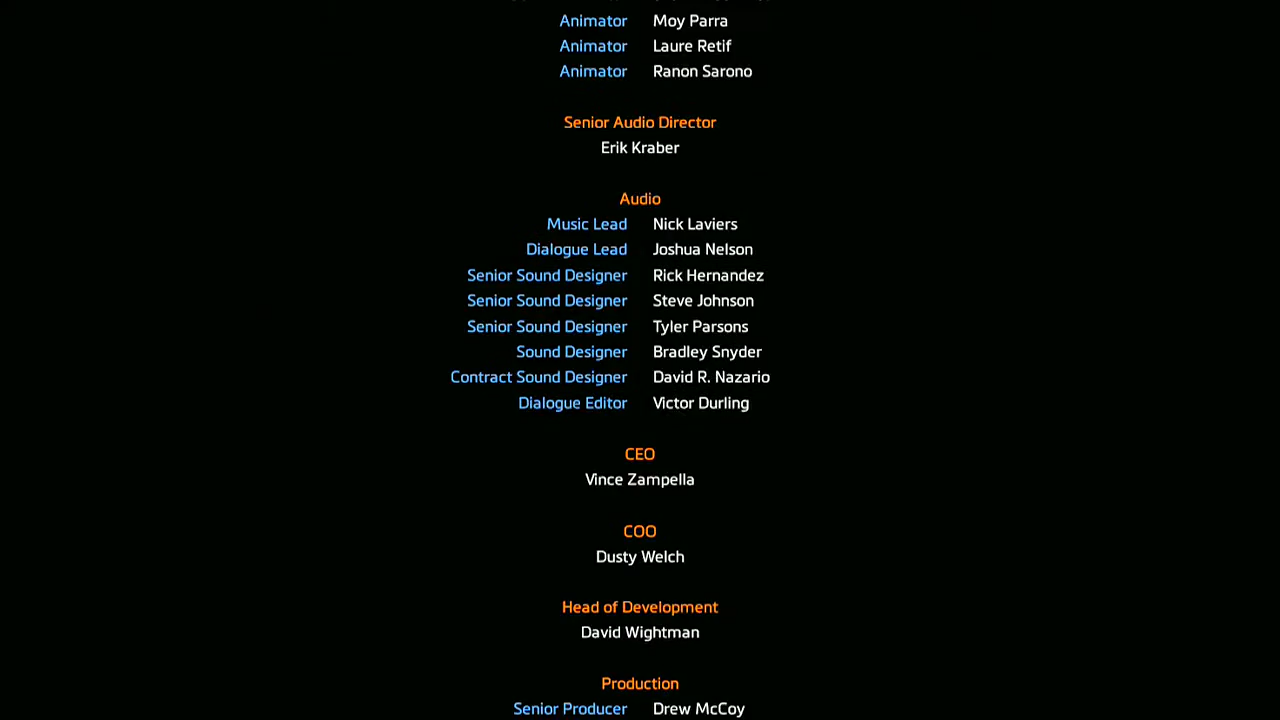 Animator Moy Parra
Animator Laure Retif
Animator Ranon Sarono
Senior Audio Director
Erik Kraber
Audio
Music Lead Nick Laviers
Dialogue Lead Joshua Nelson
Senior Sound Designer Rick Hernandez
Senior Sound Designer Steve Johnson
Senior Sound Designer Tyler Parsons
Sound Designer Bradley Snyder
Contract Sound Designer David R. Nazario
Dialogue Editor Victor Durling
CEO
Vince Zampella
COO
Dusty Welch
Head of Development
David Wightman
Production
Senior Producer Drew McCoy